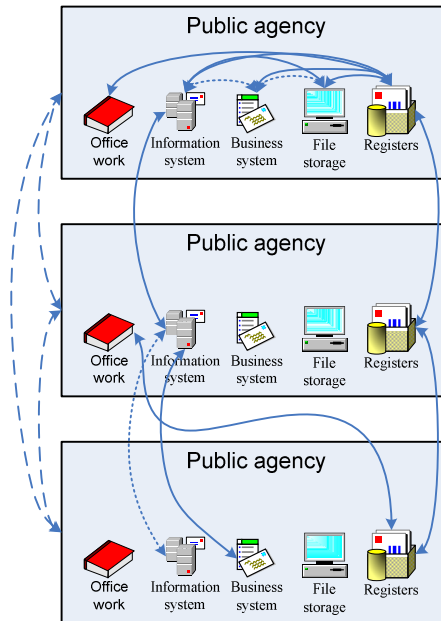 Public agency
Office Information Business File Registers
work system system storage
Public agency
Office Information Business File Registers
work system system storage
Public agency
Office Information Business File Registers
work system system storage